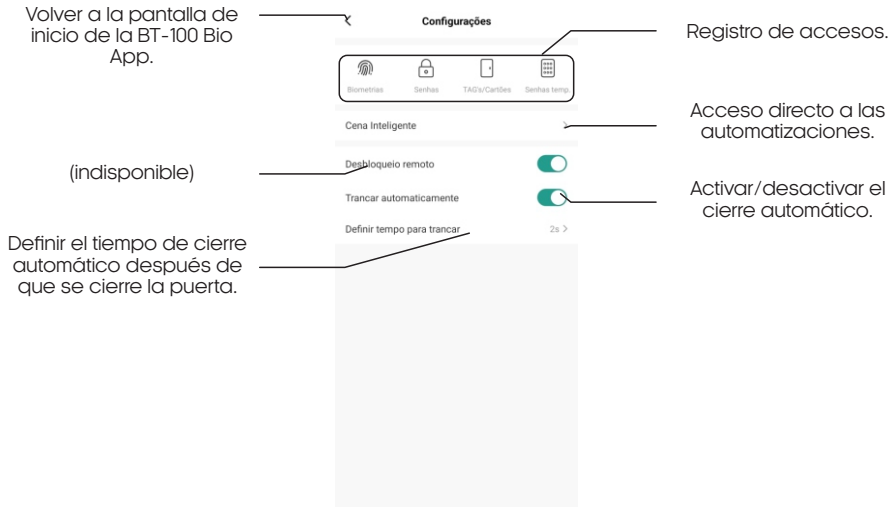 Volver a la pantalla de
inicio de la BT-100 Bio
App.
(indisponible)
Definir el tiempo de cierre
automático después de
que se cierre la puerta.
Configurações
Biometrias Senhas TAG's/Cartões Senhas temp.
Cena Inteligente
Desbloqueio remoto
Trancar automaticamente
Definir tempo para trancar 2s
Registro de accesos.
Acceso directo a las
automatizaciones.
Activar/desactivar el
cierre automático.